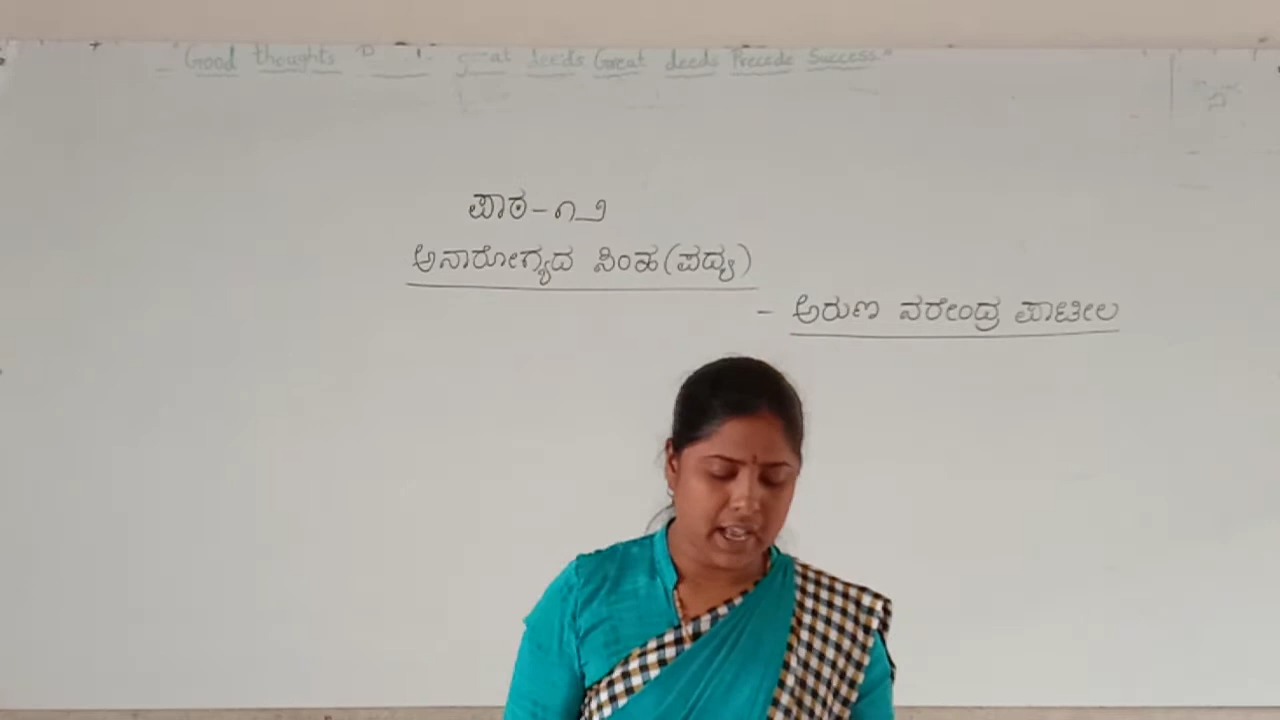 "Good thoughts great deeds Great deeds Precede Success"
ಪಾಠ-೧೨
ಅನಾರೋಗ್ಯದ ಸಿಂಹ(ಪದ್ಯ)
- ಅರುಣ ನರೇಂದ್ರ ಪಾಟೀಲ